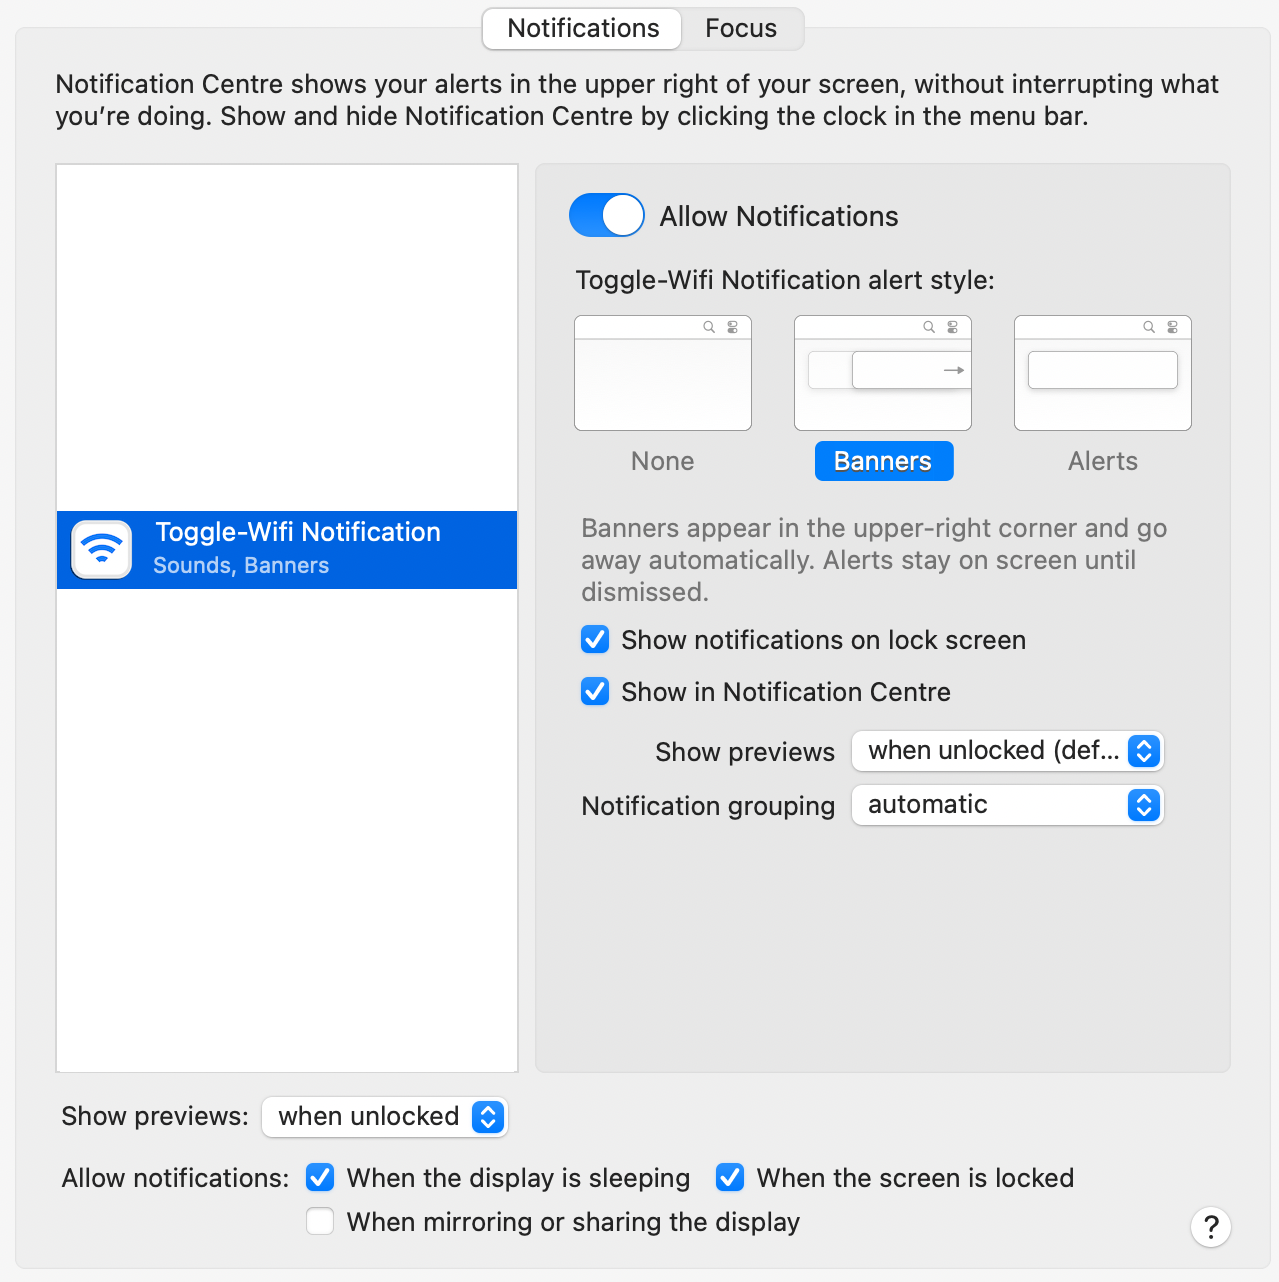 Notifications Focus
Notification Centre shows your alerts in the upper right of your screen, without interrupting what
you’re doing. Show and hide Notification Centre by clicking the clock in the menu bar.
Toggle-Wifi Notification
Sounds, Banners
Allow Notifications
Toggle-Wifi Notification alert style:
None Banners Alerts
Banners appear in the upper-right corner and go
away automatically. Alerts stay on screen until
dismissed.
Show notifications on lock screen
Show in Notification Centre
Show previews when unlocked (def...
Notification grouping automatic
Show previews: when unlocked
Allow notifications: When the display is sleeping When the screen is locked
When mirroring or sharing the display
?